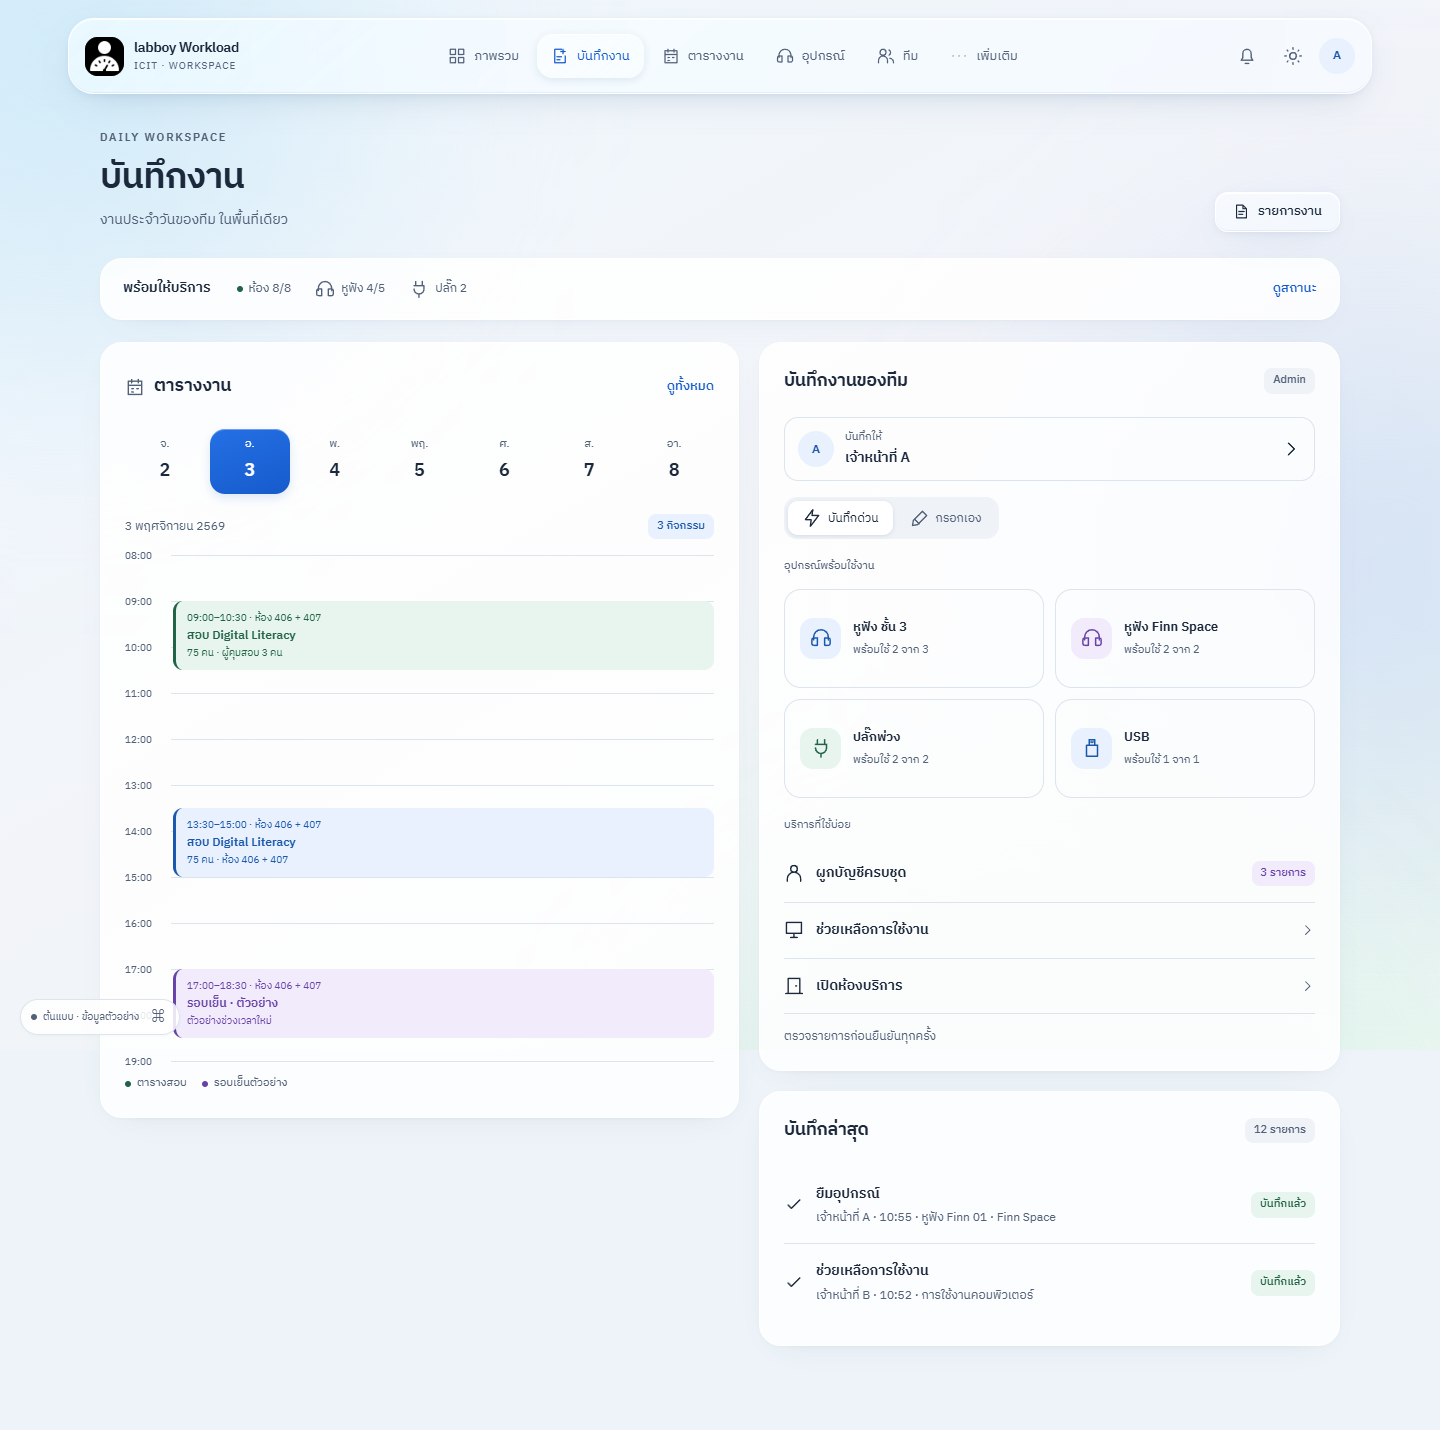 labboy Workload
ICIT · WORKSPACE
ภาพรวม
บันทึกงาน
ตารางงาน
อุปกรณ์
ทีม
··· เพิ่มเติม
A
DAILY WORKSPACE
บันทึกงาน
งานประจำวันของทีม ในพื้นที่เดียว
รายการงาน
พร้อมให้บริการ
ห้อง 8/8
หูฟัง 4/5
ปลั๊ก 2
ดูสถานะ
ตารางงาน
ดูทั้งหมด
จ. อ. พ. พฤ. ศ. ส. อา.
2 3 4 5 6 7 8
3 พฤศจิกายน 2569
3 กิจกรรม
08:00
09:00
09:00–10:30 · ห้อง 406 + 407
สอบ Digital Literacy
10:00
75 คน · ผู้คุมสอบ 3 คน
11:00
12:00
13:00
13:30–15:00 · ห้อง 406 + 407
14:00
สอบ Digital Literacy
75 คน · ห้อง 406 + 407
15:00
16:00
17:00
17:00–18:30 · ห้อง 406 + 407
รอบเย็น · ตัวอย่าง
ตัวอย่างช่วงเวลาใหม่
ต้นแบบ · ข้อมูลตัวอย่าง ⌘
19:00
ตารางสอบ
รอบเย็นตัวอย่าง
บันทึกงานของทีม
Admin
A
บันทึกให้
เจ้าหน้าที่ A
บันทึกด่วน
กรอกเอง
อุปกรณ์พร้อมใช้งาน
หูฟัง ชั้น 3
พร้อมใช้ 2 จาก 3
หูฟัง Finn Space
พร้อมใช้ 2 จาก 2
ปลั๊กพ่วง
พร้อมใช้ 2 จาก 2
USB
พร้อมใช้ 1 จาก 1
บริการที่ใช้บ่อย
ผูกบัญชีครบชุด
3 รายการ
ช่วยเหลือการใช้งาน
เปิดห้องบริการ
ตรวจรายการก่อนยืนยันทุกครั้ง
บันทึกล่าสุด
12 รายการ
ยืมอุปกรณ์
เจ้าหน้าที่ A · 10:55 · หูฟัง Finn 01 · Finn Space
บันทึกแล้ว
ช่วยเหลือการใช้งาน
เจ้าหน้าที่ B · 10:52 · การใช้งานคอมพิวเตอร์
บันทึกแล้ว